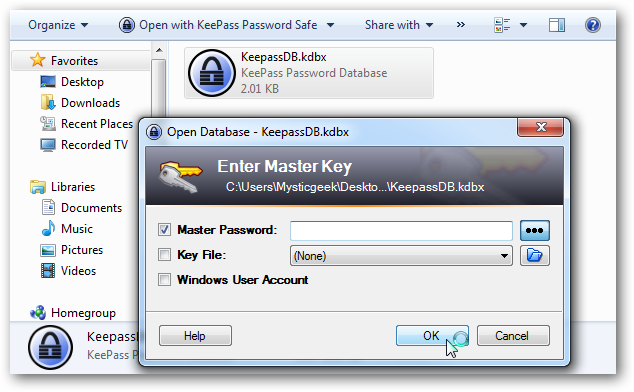 Organize Open with KeePass Password Safe Share with »
Favorites
Desktop
Downloads
Recent Places
Recorded TV
Libraries
Documents
Music
Pictures
Videos
Homegroup
KeepassDB.kdbx
KeePass Password Database
2.01 KB
Open Database - KeepassDB.kdbx
Enter Master Key
C:\Users\Mysticgeek\Deskto...\KeepassDB.kdbx
Master Password:
Key File: (None)
Windows User Account
Help OK Cancel
KeePass